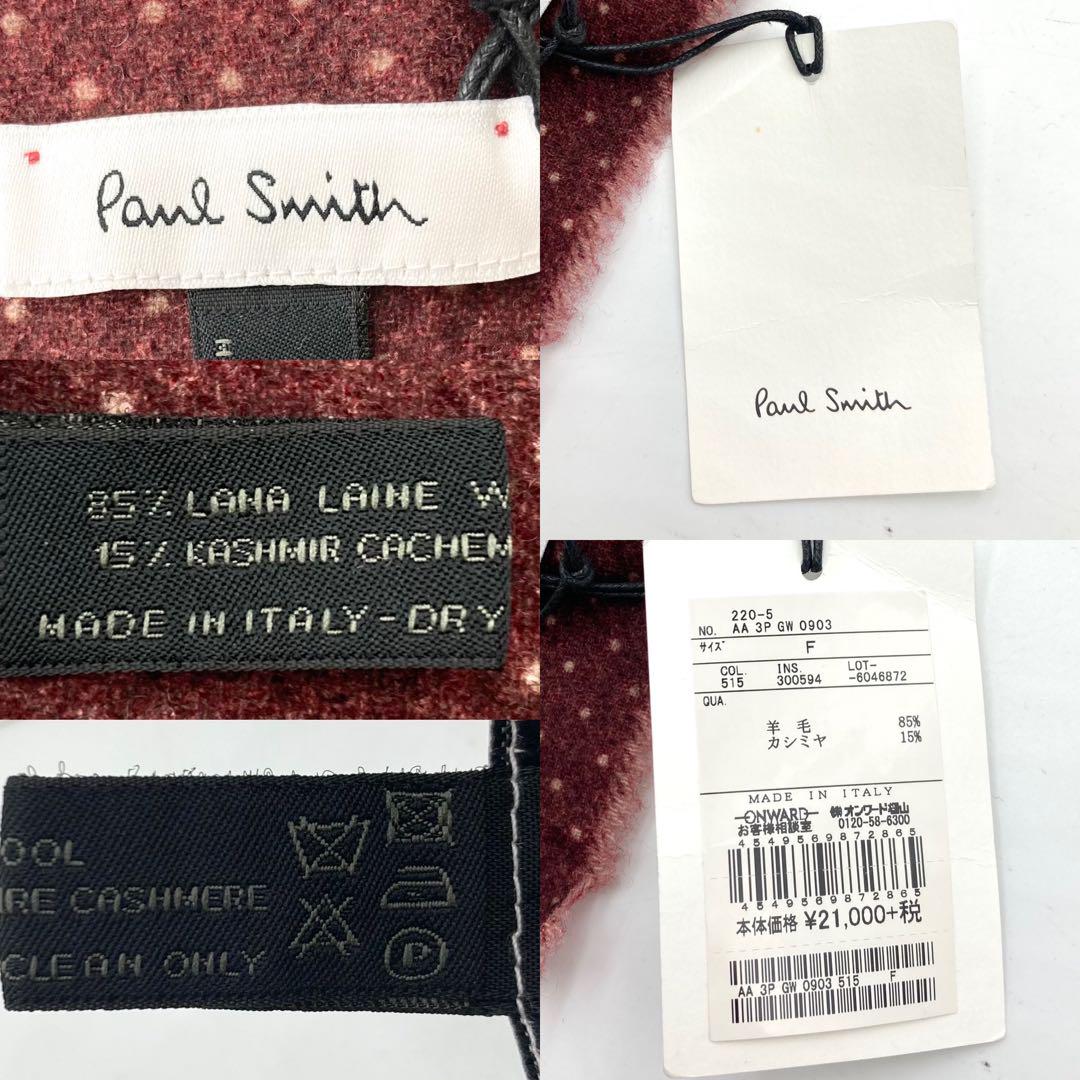 Paul Smith
85% LANA LAINE W
15% KASHMIR CACHEM
MADE IN ITALY-DRY
OOL
IRE CASHMERE
CLEAN ONLY
P
Paul Smith
220-5
NO. AA 3P GW 0903
サイズ F
COL. INS. LOT-
515 300594 -6046872
QUA.
羊毛 85%
カシミヤ 15%
MADE IN ITALY
ONWARD ㈱オンワード樫山
お客様相談室 0120-58-6300
4549569872865
4549569872865
本体価格 ¥21,000+税
AA 3P GW 0903 515 F